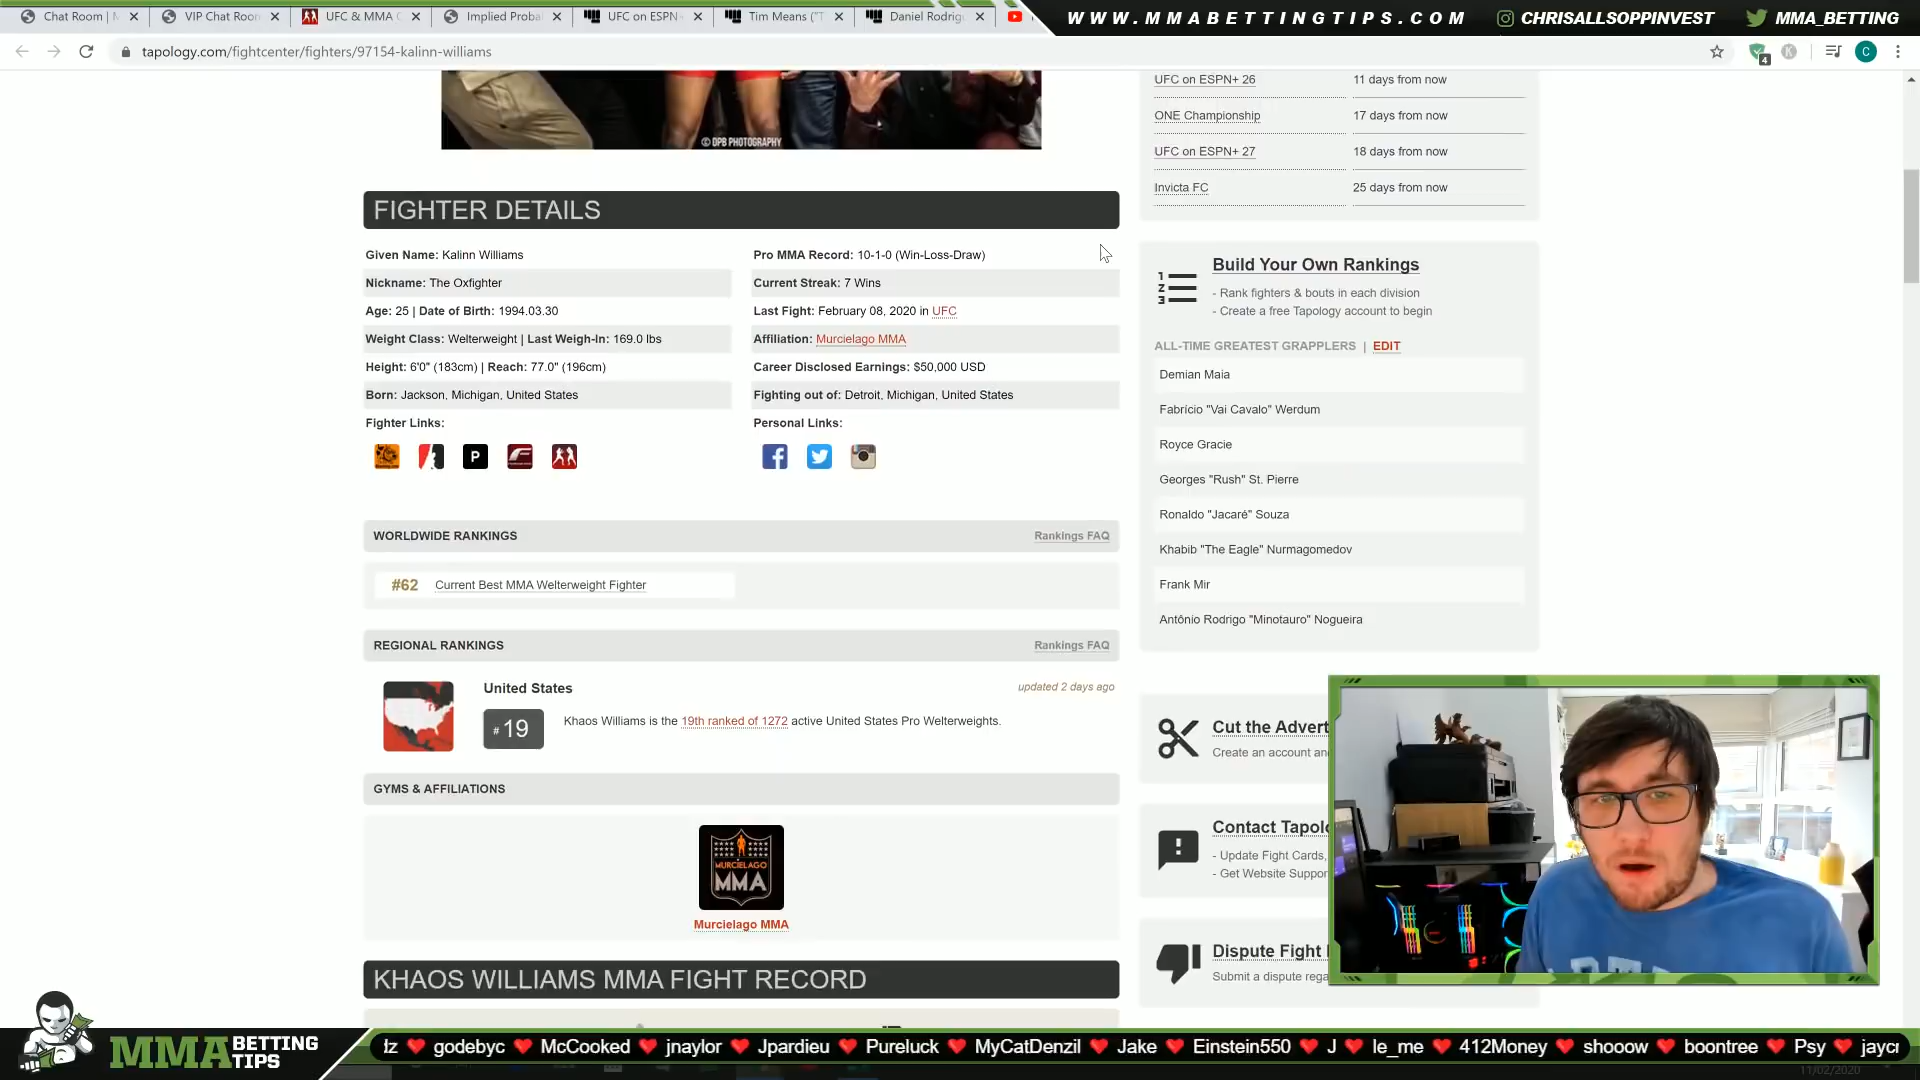 Chat Room | M
VIP Chat Room
UFC & MMA C
Implied Proba
UFC on ESPN+
Tim Means ("T
Daniel Rodrig
WWW.MMABETTINGTIPS.COM
CHRISALLSOPPINVEST
MMA_BETTING
tapology.com/fightcenter/fighters/97154-kalinn-williams
4
K
C
© DPB PHOTOGRAPHY
UFC on ESPN+ 26 11 days from now
ONE Championship 17 days from now
UFC on ESPN+ 27 18 days from now
Invicta FC 25 days from now
FIGHTER DETAILS
Given Name: Kalinn Williams
Pro MMA Record: 10-1-0 (Win-Loss-Draw)
Nickname: The Oxfighter
Current Streak: 7 Wins
Age: 25 | Date of Birth: 1994.03.30
Last Fight: February 08, 2020 in UFC
Weight Class: Welterweight | Last Weigh-In: 169.0 lbs
Affiliation: Murcielago MMA
Height: 6'0" (183cm) | Reach: 77.0" (196cm)
Career Disclosed Earnings: $50,000 USD
Born: Jackson, Michigan, United States
Fighting out of: Detroit, Michigan, United States
Fighter Links:
Personal Links:
P
WORLDWIDE RANKINGS
Rankings FAQ
#62 Current Best MMA Welterweight Fighter
REGIONAL RANKINGS
Rankings FAQ
United States
updated 2 days ago
#19
Khaos Williams is the 19th ranked of 1272 active United States Pro Welterweights.
GYMS & AFFILIATIONS
MURCIELAGO
MMA
Murcielago MMA
KHAOS WILLIAMS MMA FIGHT RECORD
1
2
3
Build Your Own Rankings
- Rank fighters & bouts in each division
- Create a free Tapology account to begin
ALL-TIME GREATEST GRAPPLERS | EDIT
Demian Maia
Fabrício "Vai Cavalo" Werdum
Royce Gracie
Georges "Rush" St. Pierre
Ronaldo "Jacaré" Souza
Khabib "The Eagle" Nurmagomedov
Frank Mir
Antônio Rodrigo "Minotauro" Nogueira
Cut the Advert
Create an account an
Contact Tapolo
- Update Fight Cards,
- Get Website Suppor
Dispute Fight
Submit a dispute rega
MMA BETTING TIPS
dz ❤ godebyc ❤ McCooked ❤ jnaylor ❤ Jpardieu ❤ Pureluck ❤ MyCatDenzil ❤ Jake ❤ Einstein550 ❤ J ❤ le_me ❤ 412Money ❤ shooow ❤ boontree ❤ Psy ❤ jaycr
11/02/2020